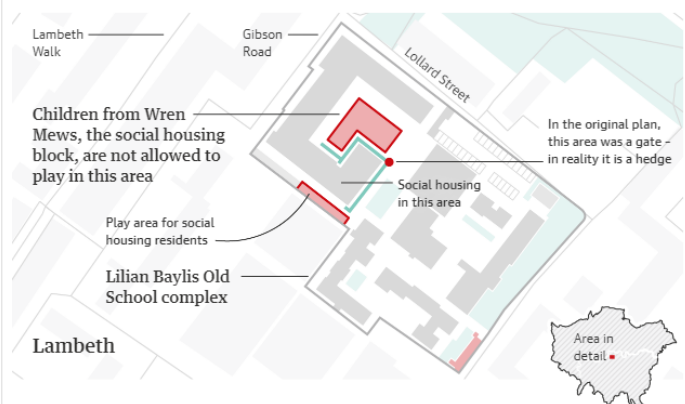 Lambeth
Walk
Gibson
Road
Lollard Street
Children from Wren
Mews, the social housing
block, are not allowed to
play in this area
In the original plan,
this area was a gate –
in reality it is a hedge
Social housing
in this area
Play area for social
housing residents
Lilian Baylis Old
School complex
Lambeth
Area in
detail